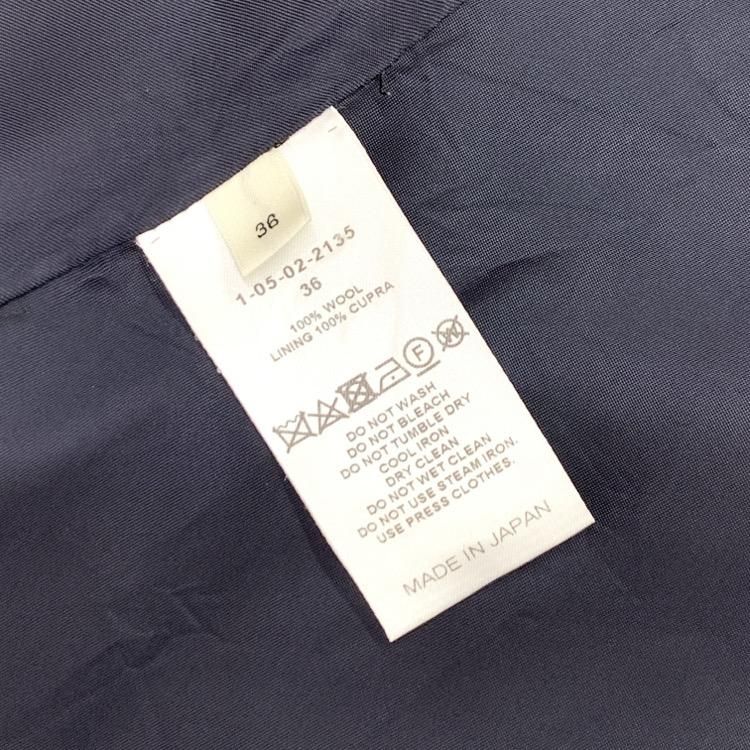 36
1-05-02-2135
36
100% WOOL
LINING 100% CUPRA
F W
DO NOT WASH
DO NOT BLEACH
DO NOT TUMBLE DRY
COOL IRON
DRY CLEAN
DO NOT WET CLEAN
DO NOT USE STEAM IRON.
USE PRESS CLOTHES.
MADE IN JAPAN